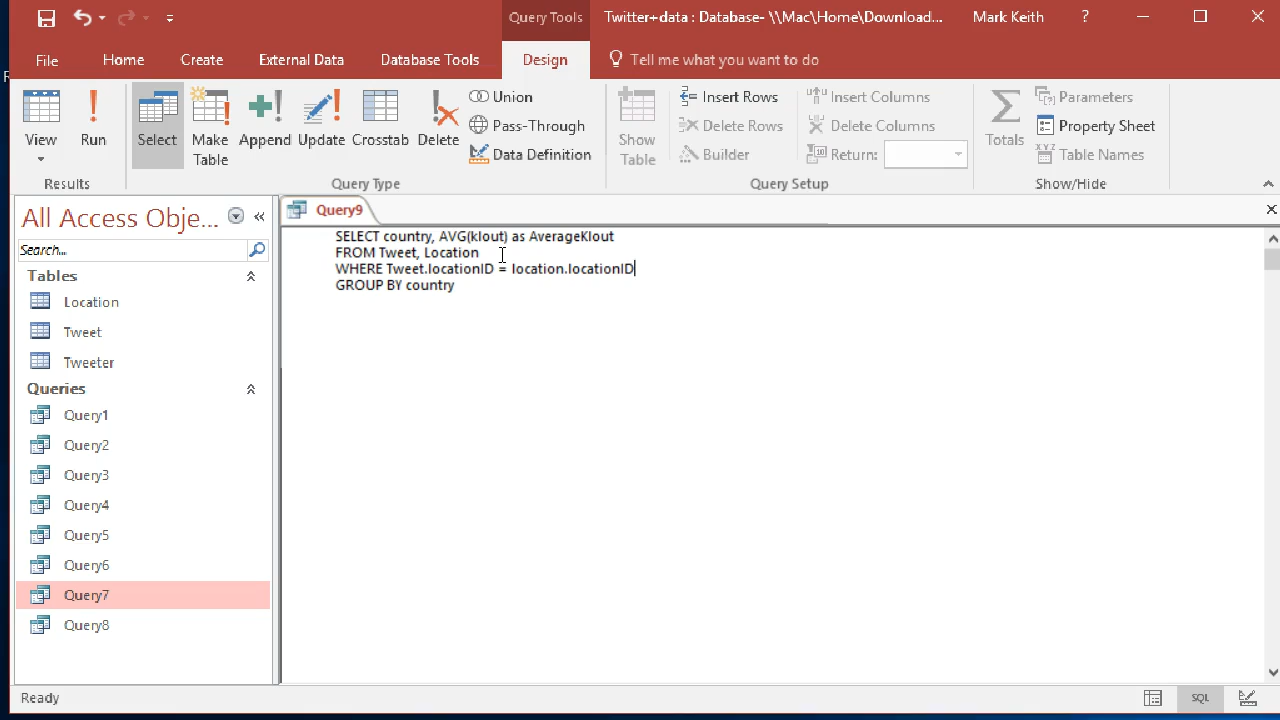 Query Tools
Twitter+data : Database- \\Mac\Home\Download...
Mark Keith
?
File
Home
Create
External Data
Database Tools
Design
Tell me what you want to do
View
Run
Select
Make Table
Append
Update
Crosstab
Delete
Union
Pass-Through
Data Definition
Show Table
Insert Rows
Delete Rows
Builder
Insert Columns
Delete Columns
Return:
Totals
Parameters
Property Sheet
Table Names
Results
Query Type
Query Setup
Show/Hide
All Access Obje...
Search...
Tables
Location
Tweet
Tweeter
Queries
Query1
Query2
Query3
Query4
Query5
Query6
Query7
Query8
Query9
SELECT country, AVG(klout) as AverageKlout
FROM Tweet, Location
WHERE Tweet.locationID = location.locationID
GROUP BY country
Ready
SQL